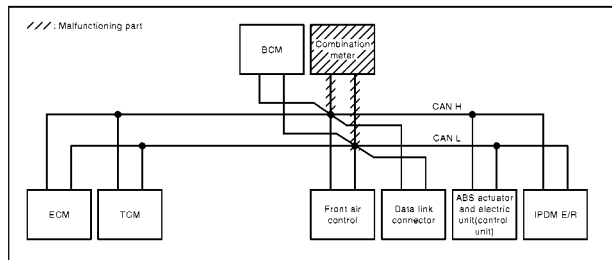 ///: Malfunctioning part
BCM
Combination
meter
CAN H
CAN L
ECM
TCM
Front air
control
Data link
connector
ABS actuator
and electric
unit(control
unit)
IPDM E/R